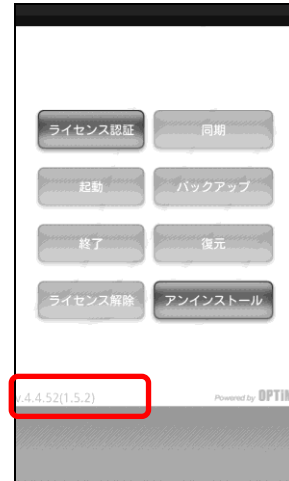 ライセンス認証 同期
起動 バックアップ
終了 復元
ライセンス解除 アンインストール
v.4.4.52(1.5.2) Powered by OPTiM